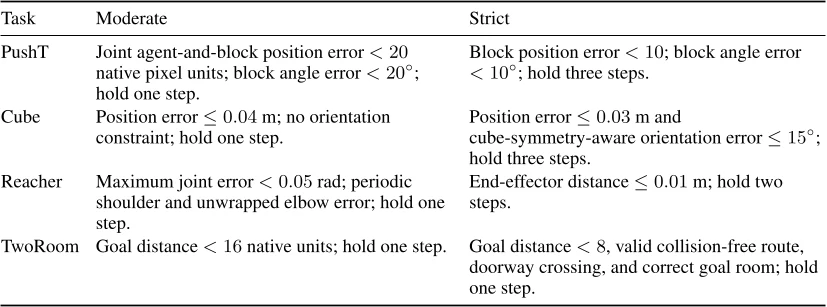 Task Moderate Strict
PushT Joint agent-and-block position error < 20 Block position error < 10; block angle error
native pixel units; block angle error < 20°; < 10°; hold three steps.
hold one step.
Cube Position error ≤ 0.04 m; no orientation Position error ≤ 0.03 m and
constraint; hold one step. cube-symmetry-aware orientation error ≤ 15°;
hold three steps.
Reacher Maximum joint error < 0.05 rad; periodic End-effector distance ≤ 0.01 m; hold two
shoulder and unwrapped elbow error; hold one steps.
step.
TwoRoom Goal distance < 16 native units; hold one step. Goal distance < 8, valid collision-free route,
doorway crossing, and correct goal room; hold
one step.